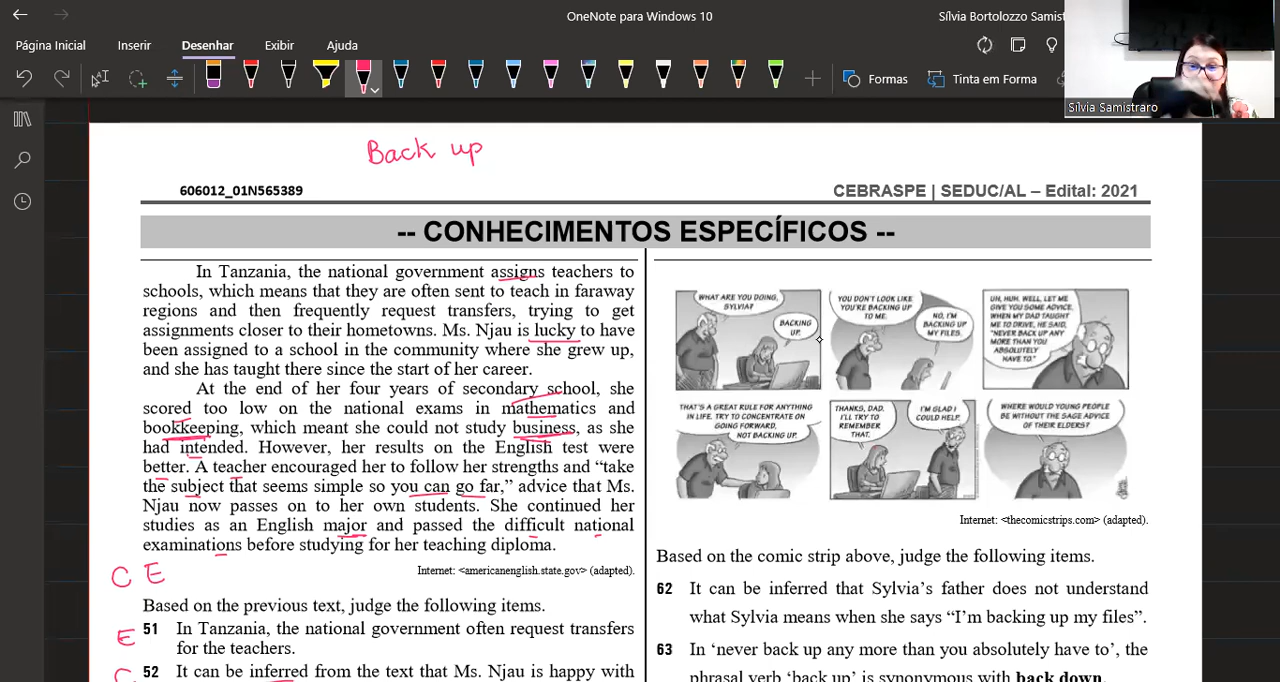 OneNote para Windows 10
Sílvia Bortolozzo Samist
Página Inicial
Inserir
Desenhar
Exibir
Ajuda
Formas
Tinta em Forma
Sílvia Samistraro
Back up
606012_01N565389
CEBRASPE | SEDUC/AL – Edital: 2021
-- CONHECIMENTOS ESPECÍFICOS --
In Tanzania, the national government assigns teachers to
schools, which means that they are often sent to teach in faraway
regions and then frequently request transfers, trying to get
assignments closer to their hometowns. Ms. Njau is lucky to have
been assigned to a school in the community where she grew up,
and she has taught there since the start of her career.
At the end of her four years of secondary school, she
scored too low on the national exams in mathematics and
bookkeeping, which meant she could not study business, as she
had intended. However, her results on the English test were
better. A teacher encouraged her to follow her strengths and “take
the subject that seems simple so you can go far,” advice that Ms.
Njau now passes on to her own students. She continued her
studies as an English major and passed the difficult national
examinations before studying for her teaching diploma.
Internet: <americanenglish.state.gov> (adapted).
C E
Based on the previous text, judge the following items.
E
51 In Tanzania, the national government often request transfers
for the teachers.
C
52 It can be inferred from the text that Ms. Njau is happy with
WHAT ARE YOU DOING,
SYLVIA?
BACKING
UP.
YOU DON'T LOOK LIKE
YOU'RE BACKING UP
TO ME.
NO, I'M
BACKING UP
MY FILES.
UH, HUH. WELL, LET ME
GIVE YOU SOME ADVICE.
WHEN MY DAD TAUGHT
ME TO DRIVE, HE SAID,
"NEVER BACK UP ANY
MORE THAN YOU
ABSOLUTELY
HAVE TO."
THAT'S A GREAT RULE FOR ANYTHING
IN LIFE. TRY TO CONCENTRATE ON
GOING FORWARD,
NOT BACKING UP.
THANKS, DAD.
I'LL TRY TO
REMEMBER
THAT.
I'M GLAD I
COULD HELP.
WHERE WOULD YOUNG PEOPLE
BE WITHOUT THE SAGE ADVICE
OF THEIR ELDERS?
Internet: <thecomicstrips.com> (adapted).
Based on the comic strip above, judge the following items.
62 It can be inferred that Sylvia’s father does not understand
what Sylvia means when she says “I’m backing up my files”.
63 In ‘never back up any more than you absolutely have to’, the
phrasal verb ‘back up’ is synonymous with back down.